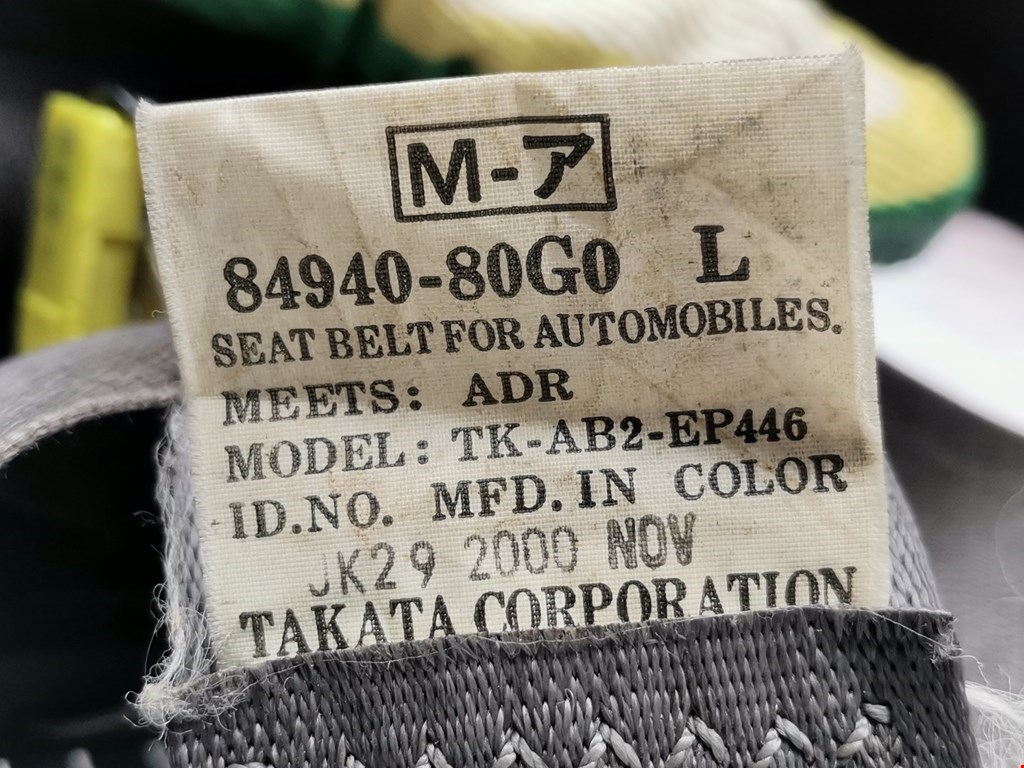 M-ア
84940-80G0 L
SEAT BELT FOR AUTOMOBILES.
MEETS: ADR
MODEL: TK-AB2-EP446
ID.NO. MFD.IN COLOR
JK29 2000 NOV
TAKATA CORPORATION